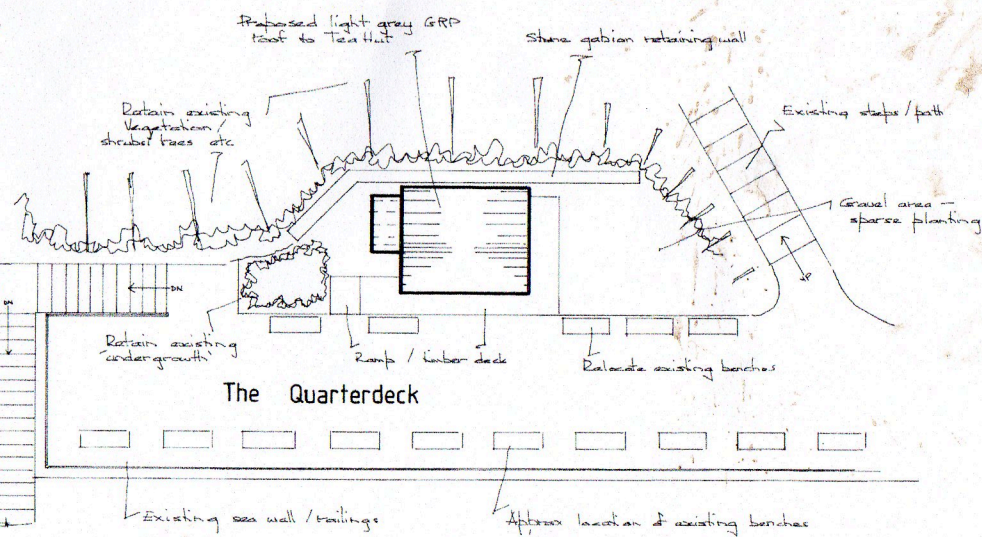 Proposed light grey GRP
roof to Tea Hut
Stone gabion retaining wall
Retain existing
Vegetation/
shrubs/trees etc
Existing steps/path
Gravel area –
sparse planting
DN
DN
UP
Retain existing
'undergrowth'
Ramp / timber deck
Relocate existing benches
The Quarterdeck
Existing sea wall / railings
Approx location of existing benches